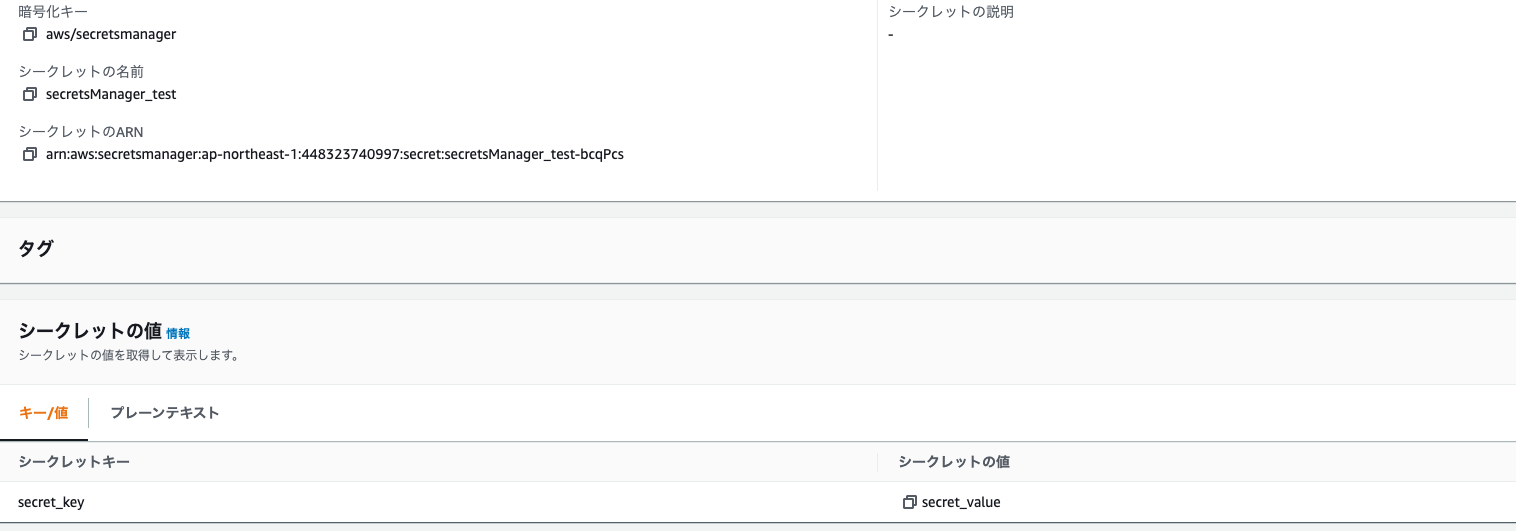 暗号化キー
aws/secretsmanager
シークレットの名前
secretsManager_test
シークレットのARN
arn:aws:secretsmanager:ap-northeast-1:448323740997:secret:secretsManager_test-bcqPcs
シークレットの説明
-
タグ
シークレットの値 情報
シークレットの値を取得して表示します。
キー/値 プレーンテキスト
シークレットキー シークレットの値
secret_key secret_value